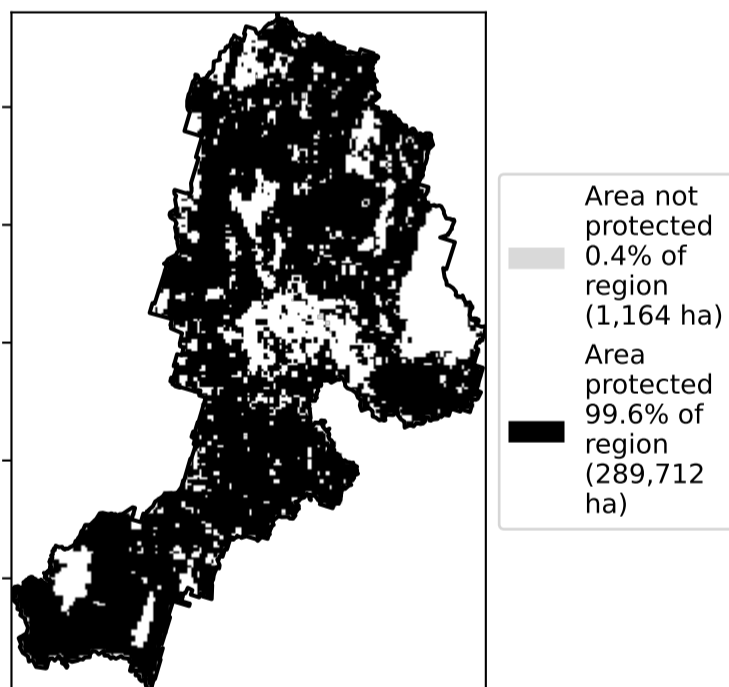 Area not
protected
0.4% of
region
(1,164 ha)
Area
protected
99.6% of
region
(289,712
ha)